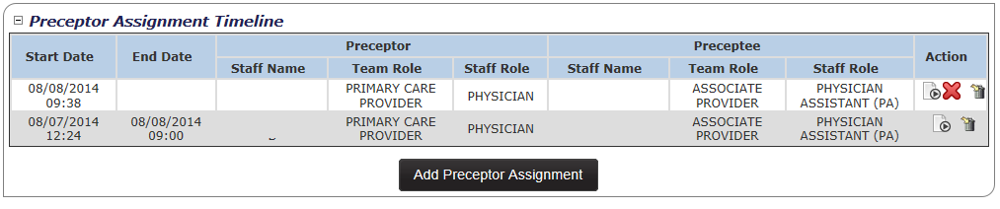 Preceptor Assignment Timeline
Start Date End Date Preceptor Preceptee Action
Staff Name Team Role Staff Role Staff Name Team Role Staff Role
08/08/2014 PRIMARY CARE ASSOCIATE PHYSICIAN
09:38 PROVIDER PHYSICIAN PROVIDER ASSISTANT (PA)
08/07/2014 08/08/2014 PRIMARY CARE ASSOCIATE PHYSICIAN
12:24 09:00 PROVIDER PHYSICIAN PROVIDER ASSISTANT (PA)
Add Preceptor Assignment